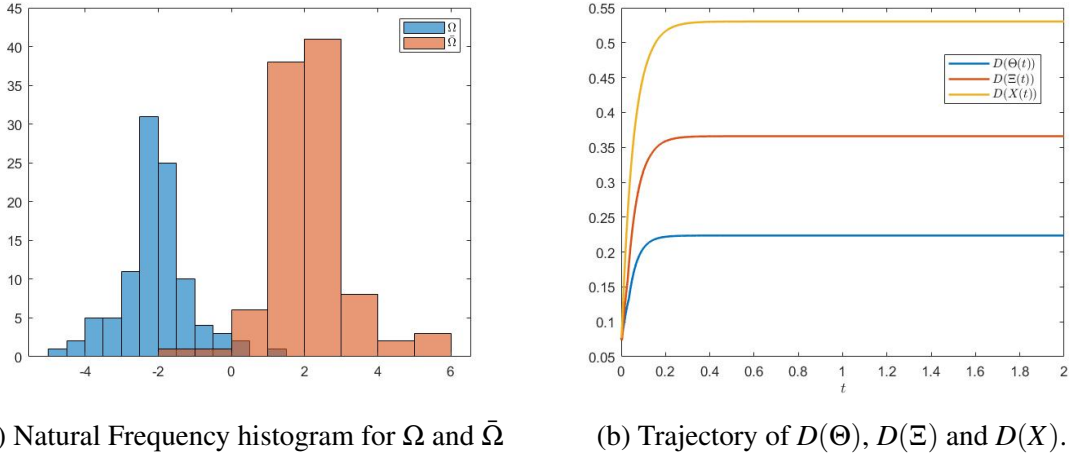 45
40
35
30
25
20
15
10
5
0
-4 -2 0 2 4 6
Ω
Ω̄
0.55
0.5
0.45
0.4
0.35
0.3
0.25
0.2
0.15
0.1
0.05
0 0.2 0.4 0.6 0.8 1 1.2 1.4 1.6 1.8 2
t
D(Θ(t))
D(Ξ(t))
D(X(t))
) Natural Frequency histogram for Ω and Ω̄
(b) Trajectory of D(Θ), D(Ξ) and D(X).